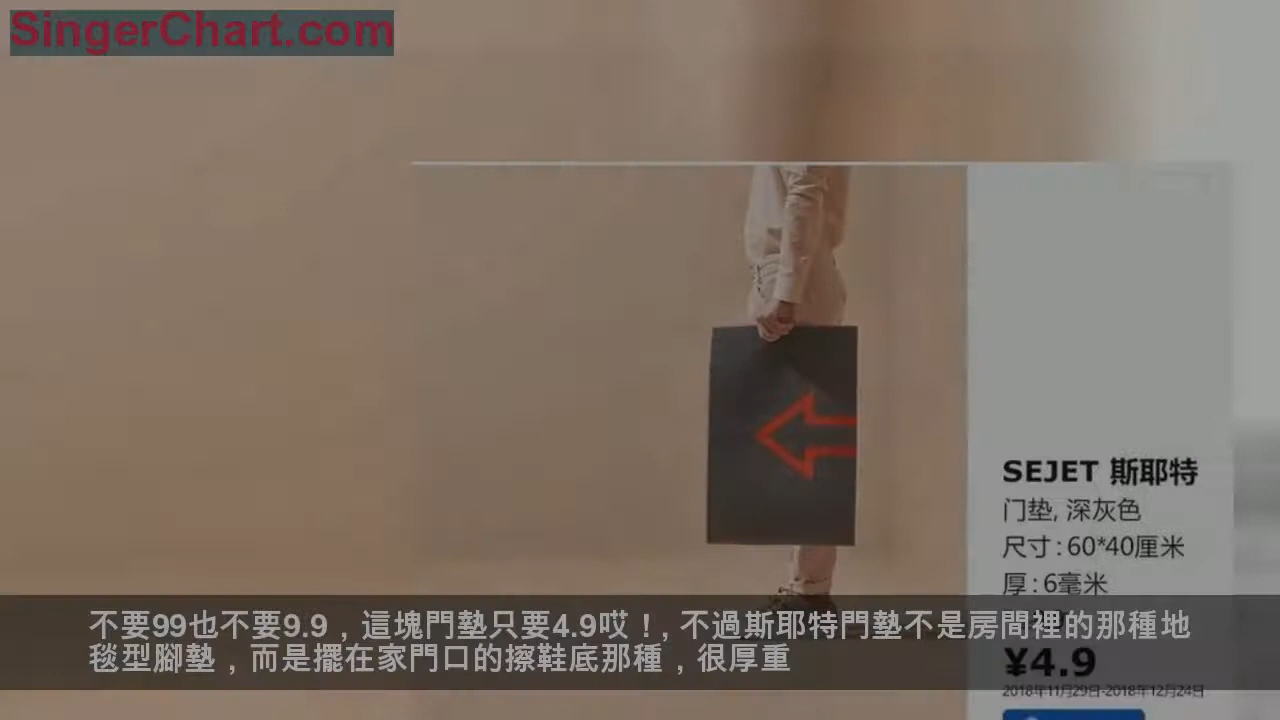 SingerChart.com
SEJET 斯耶特
门垫, 深灰色
尺寸:60*40厘米
厚:6毫米
不要99也不要9.9，這塊門墊只要4.9哎！, 不過斯耶特門墊不是房間裡的那種地
毯型腳墊，而是擺在家門口的擦鞋底那種，很厚重
¥4.9
2018年11月29日-2018年12月24日